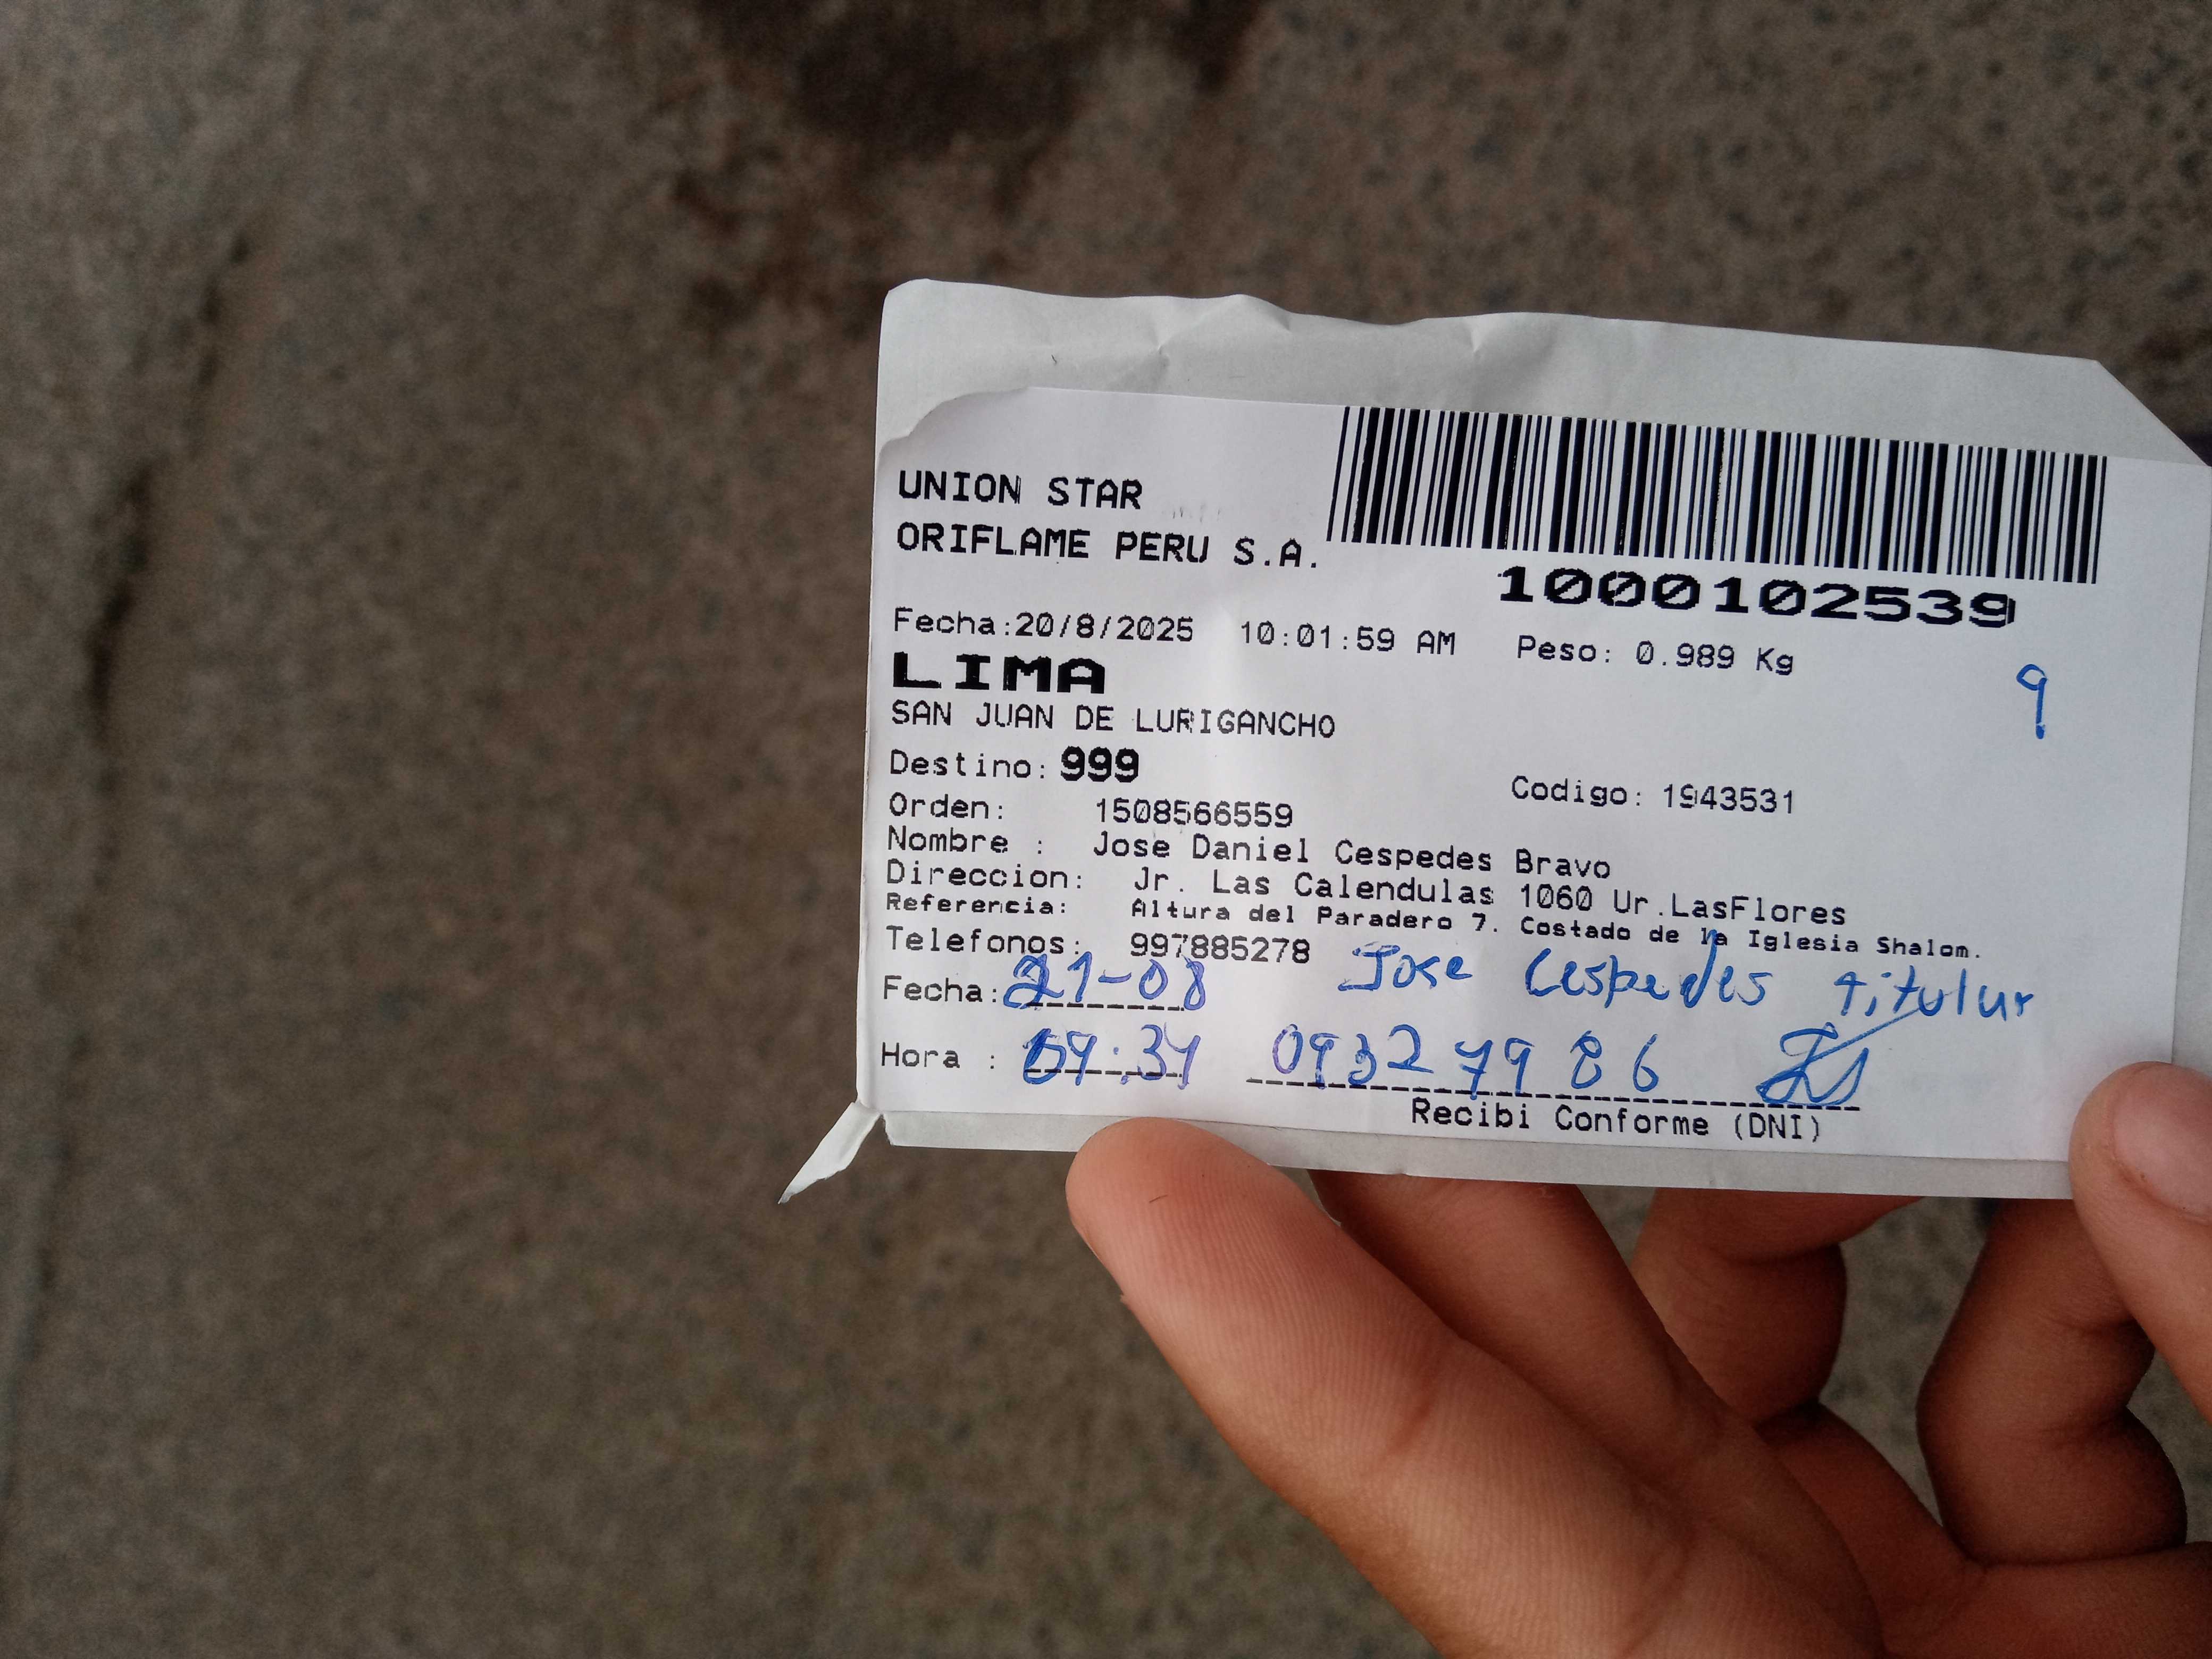 UNION STAR
ORIFLAME PERU S.A.
1000102539
Fecha:20/8/2025 10:01:59 AM Peso: 0.989 Kg
LIMA
9
SAN JUAN DE LURIGANCHO
Destino: 999
Codigo: 1943531
Orden: 1508566559
Nombre : Jose Daniel Cespedes Bravo
Direccion: Jr. Las Calendulas 1060 Ur.LasFlores
Referencia: Altura del Paradero 7. Costado de la Iglesia Shalom.
Telefonos: 997885278
Fecha: 21-08 Jose Cespedes titular
Hora : 09:34 09327986
Recibi Conforme (DNI)